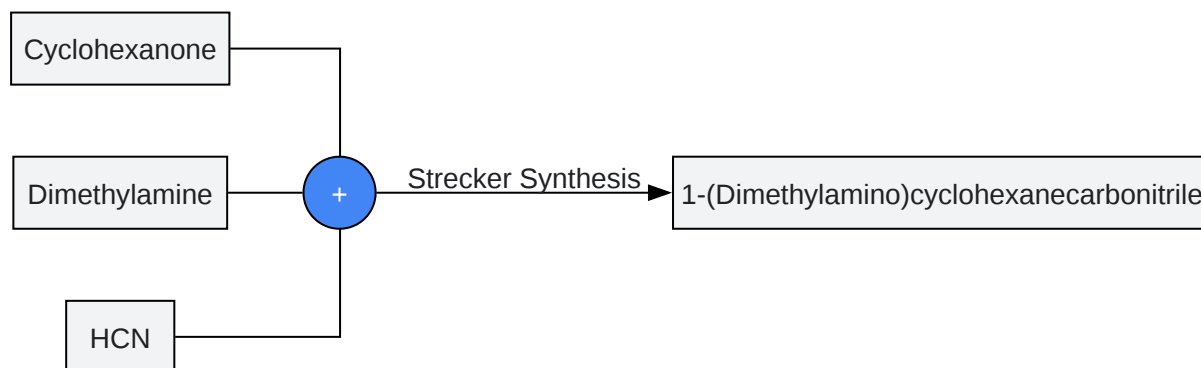 Cyclohexanone
Dimethylamine
+
Strecker Synthesis
1-(Dimethylamino)cyclohexanecarbonitrile
HCN